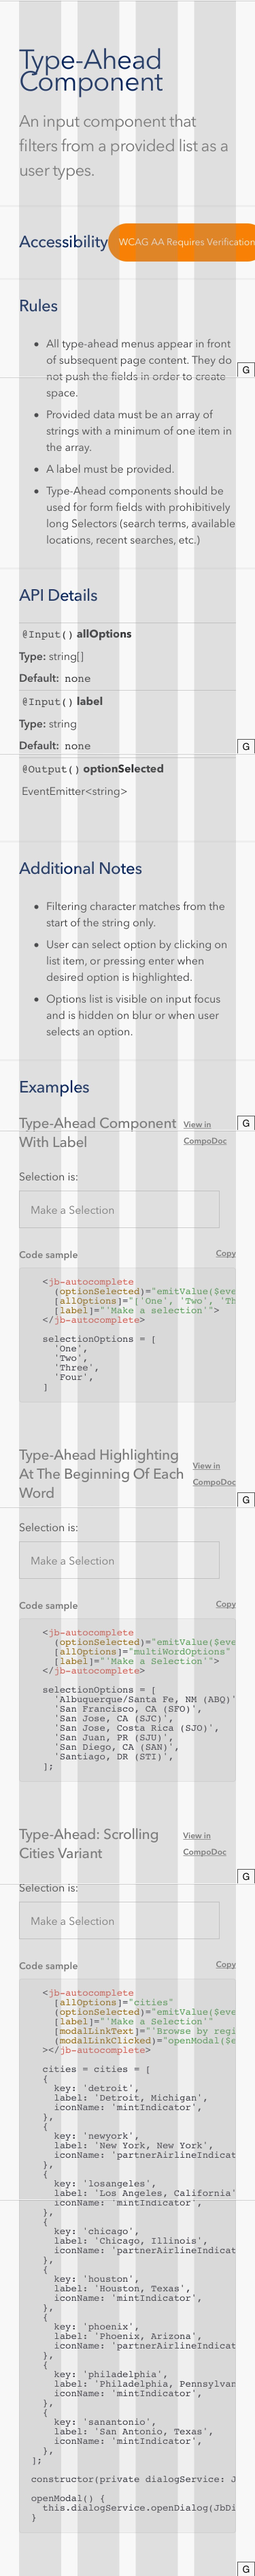 Type-Ahead
Component
An input component that
filters from a provided list as a
user types.
Accessibility
WCAG AA Requires Verification
Rules
• All type-ahead menus appear in front
of subsequent page content. They do
not push the fields in order to create
space.
G
• Provided data must be an array of
strings with a minimum of one item in
the array.
• A label must be provided.
• Type-Ahead components should be
used for form fields with prohibitively
long Selectors (search terms, available
locations, recent searches, etc.)
API Details
@Input() allOptions
Type: string[]
Default: none
@Input() label
Type: string
Default: none
G
@Output() optionSelected
EventEmitter<string>
Additional Notes
• Filtering character matches from the
start of the string only.
• User can select option by clicking on
list item, or pressing enter when
desired option is highlighted.
• Options list is visible on input focus
and is hidden on blur or when user
selects an option.
Examples
Type-Ahead Component
With Label
View in
CompoDoc
G
Selection is:
Make a Selection
Code sample
Copy
<jb-autocomplete
(optionSelected)="emitValue($eve
[allOptions]="['One', 'Two', 'Th
[label]="'Make a selection'">
</jb-autocomplete>
selectionOptions = [
'One',
'Two',
'Three',
'Four',
]
Type-Ahead Highlighting
At The Beginning Of Each
Word
View in
CompoDoc
G
Selection is:
Make a Selection
Code sample
Copy
<jb-autocomplete
(optionSelected)="emitValue($eve
[allOptions]="multiWordOptions"
[label]="'Make a Selection'">
</jb-autocomplete>
selectionOptions = [
'Albuquerque/Santa Fe, NM (ABQ)'
'San Francisco, CA (SFO)',
'San Jose, CA (SJC)',
'San Jose, Costa Rica (SJO)',
'San Juan, PR (SJU)',
'San Diego, CA (SAN)',
'Santiago, DR (STI)',
];
Type-Ahead: Scrolling
Cities Variant
View in
CompoDoc
G
Selection is:
Make a Selection
Code sample
Copy
<jb-autocomplete
[allOptions]="cities"
(optionSelected)="emitValue($eve
[label]="'Make a Selection'"
[modalLinkText]="'Browse by regi
(modalLinkClicked)="openModal($e
></jb-autocomplete>
cities = cities = [
{
key: 'detroit',
label: 'Detroit, Michigan',
iconName: 'mintIndicator',
},
{
key: 'newyork',
label: 'New York, New York',
iconName: 'partnerAirlineIndicat
},
{
key: 'losangeles',
label: 'Los Angeles, California'
iconName: 'mintIndicator',
},
{
key: 'chicago',
label: 'Chicago, Illinois',
iconName: 'partnerAirlineIndicat
},
{
key: 'houston',
label: 'Houston, Texas',
iconName: 'mintIndicator',
},
{
key: 'phoenix',
label: 'Phoenix, Arizona',
iconName: 'partnerAirlineIndicat
},
{
key: 'philadelphia',
label: 'Philadelphia, Pennsylvan
iconName: 'mintIndicator',
},
{
key: 'sanantonio',
label: 'San Antonio, Texas',
iconName: 'mintIndicator',
},
];
constructor(private dialogService: J
openModal() {
this.dialogService.openDialog(JbDi
}
G